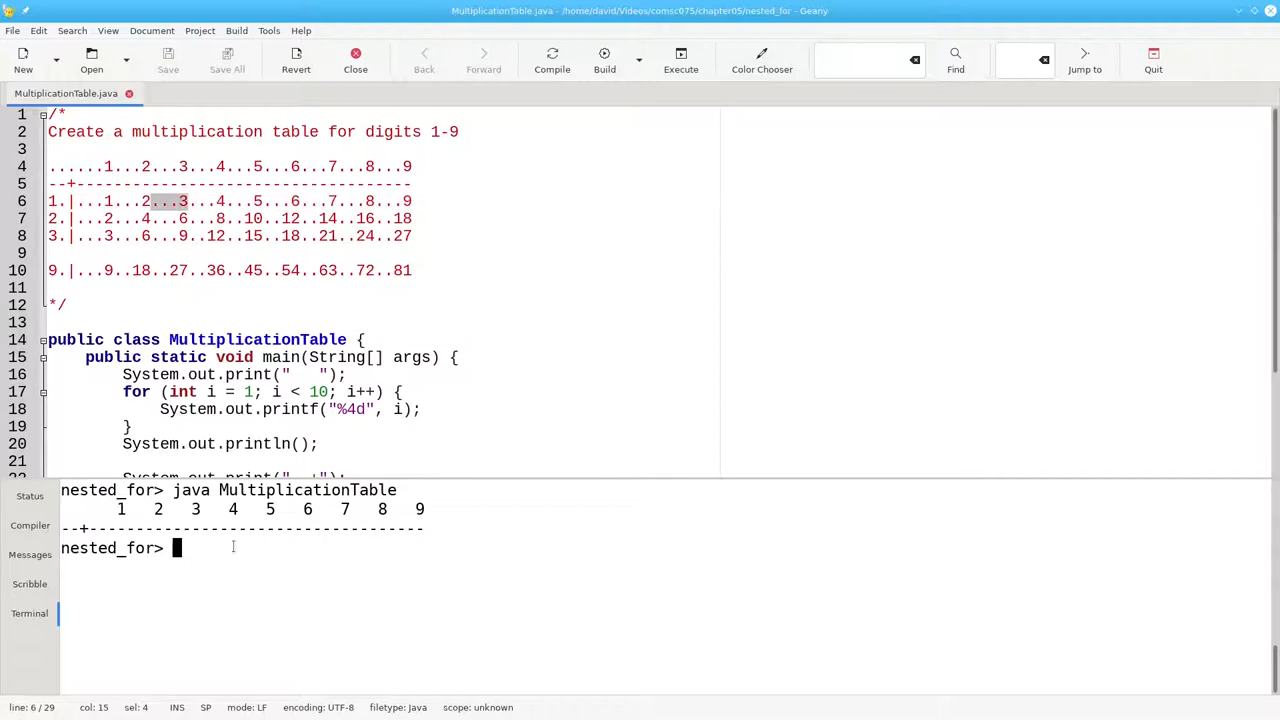 MultiplicationTable.java - /home/david/Videos/comsc075/chapter05/nested_for - Geany
File Edit Search View Document Project Build Tools Help
New Open Save Save All Revert Close Back Forward Compile Build Execute Color Chooser Find Jump to Quit
MultiplicationTable.java
1 /*
2 Create a multiplication table for digits 1-9
3
4 ......1...2...3...4...5...6...7...8...9
5 --+------------------------------------
6 1.|...1...2...3...4...5...6...7...8...9
7 2.|...2...4...6...8..10..12..14..16..18
8 3.|...3...6...9..12..15..18..21..24..27
9
10 9.|...9..18..27..36..45..54..63..72..81
11
12 */
13
14 public class MultiplicationTable {
15     public static void main(String[] args) {
16         System.out.print("   ");
17         for (int i = 1; i < 10; i++) {
18             System.out.printf("%4d", i);
19         }
20         System.out.println();
21
22         System.out.print("--+");
Status
Compiler
Messages
Scribble
Terminal
nested_for> java MultiplicationTable
      1   2   3   4   5   6   7   8   9
--+------------------------------------
nested_for>
line: 6 / 29 col: 15 sel: 4 INS SP mode: LF encoding: UTF-8 filetype: Java scope: unknown